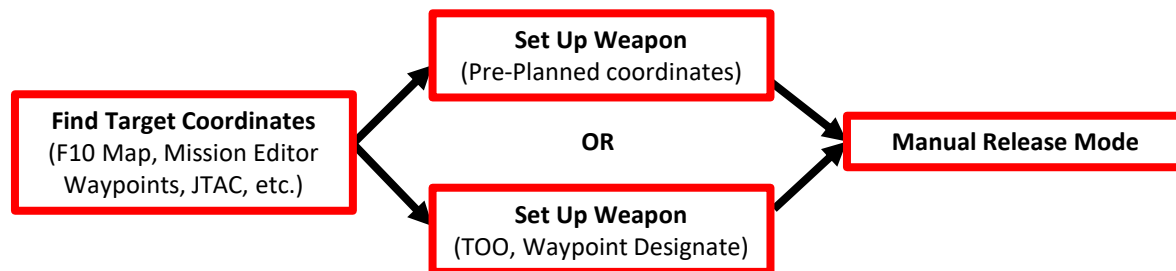 Find Target Coordinates
(F10 Map, Mission Editor
Waypoints, JTAC, etc.)
Set Up Weapon
(Pre-Planned coordinates)
OR
Set Up Weapon
(TOO, Waypoint Designate)
Manual Release Mode